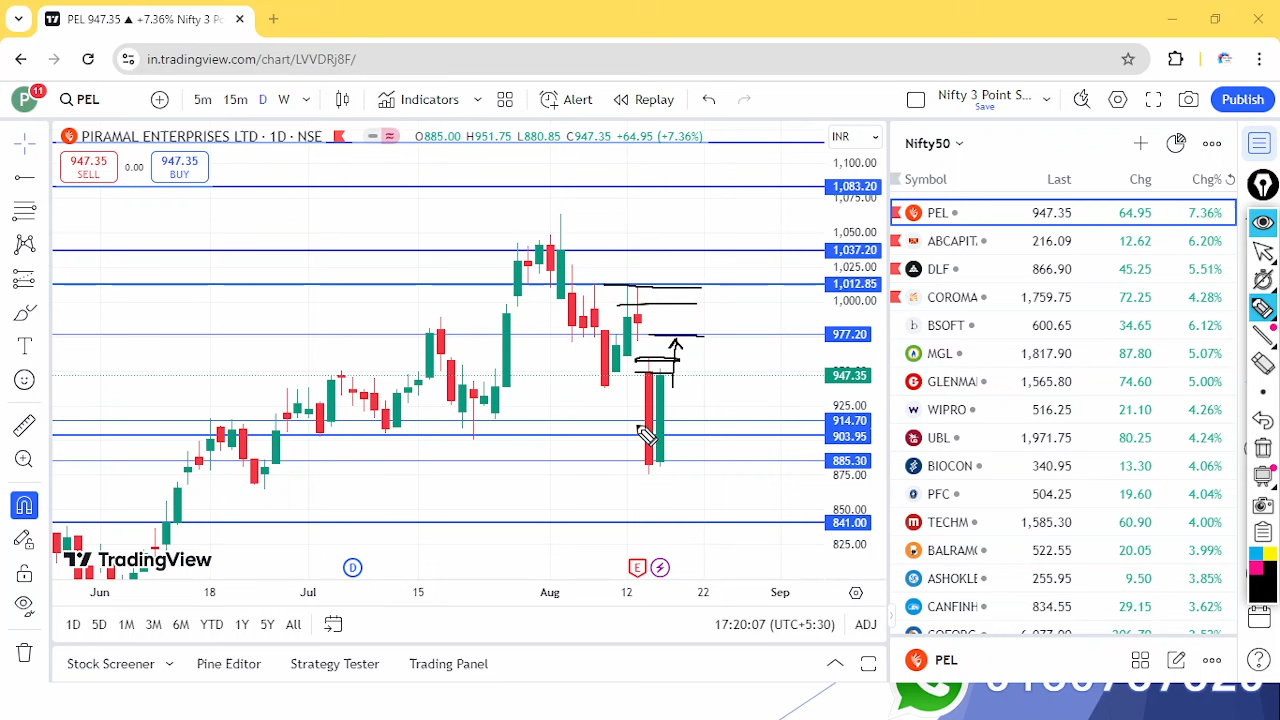 PEL 947.35 ▲ +7.36% Nifty 3 Po
in.tradingview.com/chart/LVVDRj8F/
P 11 PEL 5m 15m D W Indicators Alert Replay Nifty 3 Point S... Save Publish
PIRAMAL ENTERPRISES LTD · 1D · NSE O885.00 H951.75 L880.85 C947.35 +64.95 (+7.36%) INR
947.35 SELL 0.00 947.35 BUY
1,100.00
1,083.20
1,075.00
1,050.00
1,037.20
1,025.00
1,012.85
1,000.00
977.20
947.35
925.00
914.70
903.95
885.30
875.00
850.00
841.00
825.00
TradingView
D E
Jun 18 Jul 15 Aug 12 22 Sep
1D 5D 1M 3M 6M YTD 1Y 5Y All 17:20:07 (UTC+5:30) ADJ
Stock Screener Pine Editor Strategy Tester Trading Panel
Nifty50
Symbol Last Chg Chg%
PEL 947.35 64.95 7.36%
ABCAPIT 216.09 12.62 6.20%
DLF 866.90 45.25 5.51%
COROMA 1,759.75 72.25 4.28%
BSOFT 600.65 34.65 6.12%
MGL 1,817.90 87.80 5.07%
GLENMA 1,565.80 74.60 5.00%
WIPRO 516.25 21.10 4.26%
UBL 1,971.75 80.25 4.24%
BIOCON 340.95 13.30 4.06%
PFC 504.25 19.60 4.04%
TECHM 1,585.30 60.90 4.00%
BALRAM 522.55 20.05 3.99%
ASHOKLE 255.95 9.50 3.85%
CANFINH 834.55 29.15 3.62%
PEL